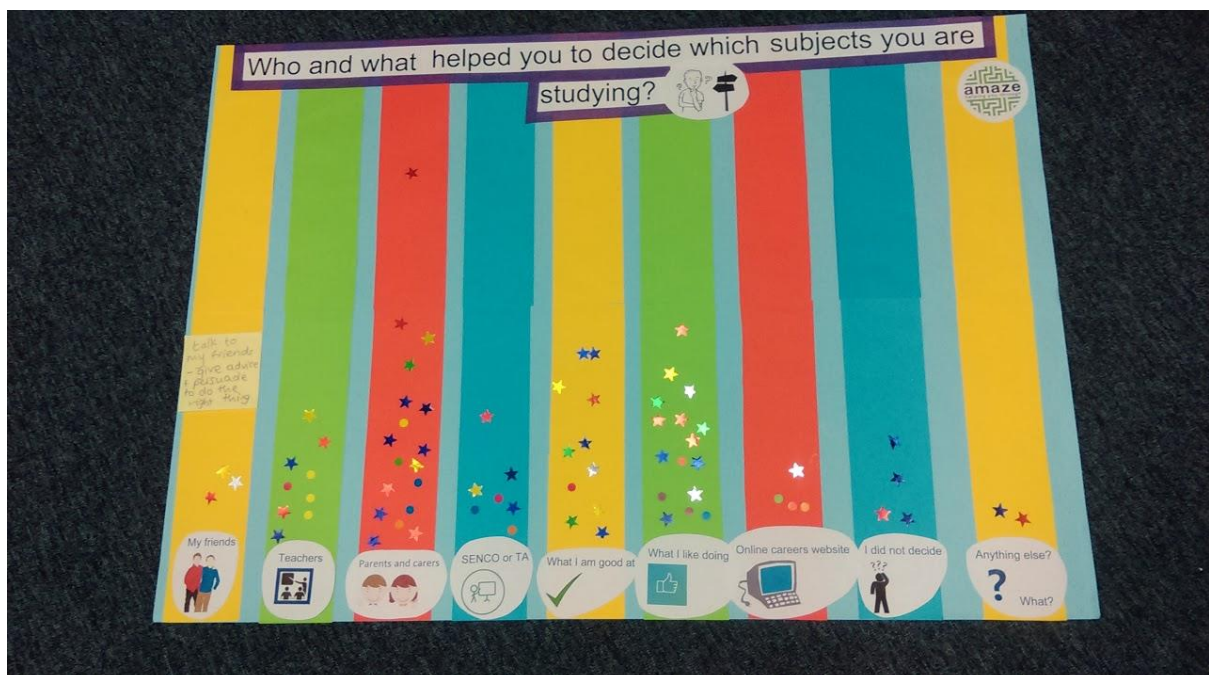 Who and what helped you to decide which subjects you are
studying?
amaze
talk to
my friends
- give advice
+ persuade
to do the
right thing
My friends
Teachers
Parents and carers
SENCO or TA
What I am good at
What I like doing
Online careers website
I did not decide
???
Anything else?
?
What?